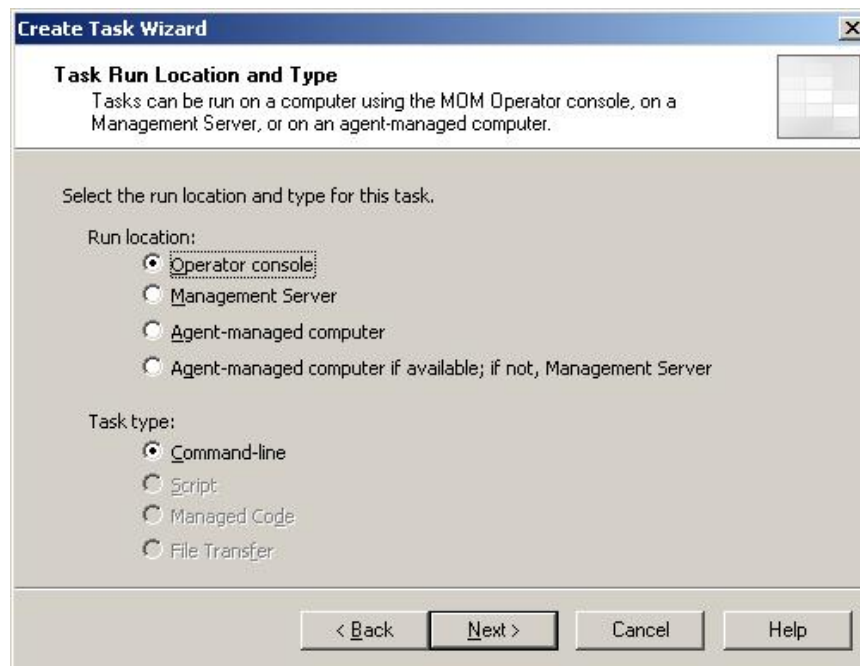 Create Task Wizard
Task Run Location and Type
Tasks can be run on a computer using the MOM Operator console, on a
Management Server, or on an agent-managed computer.
Select the run location and type for this task.
Run location:
Operator console
Management Server
Agent-managed computer
Agent-managed computer if available; if not, Management Server
Task type:
Command-line
Script
Managed Code
File Transfer
< Back Next > Cancel Help